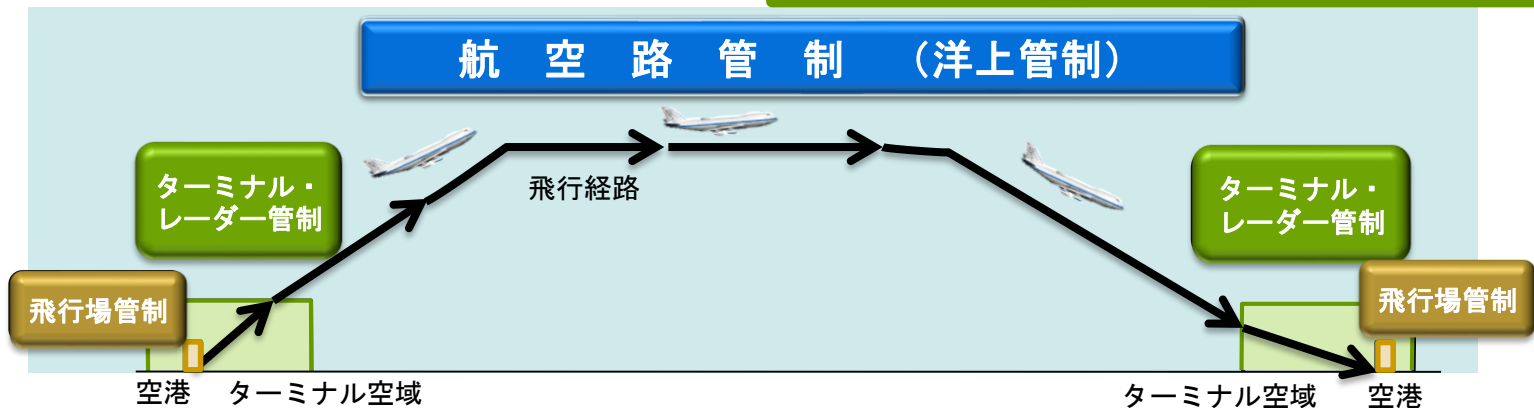 航空路管制（洋上管制）
ターミナル・
レーダー管制
飛行経路
ターミナル・
レーダー管制
飛行場管制
飛行場管制
空港
ターミナル空域
ターミナル空域
空港